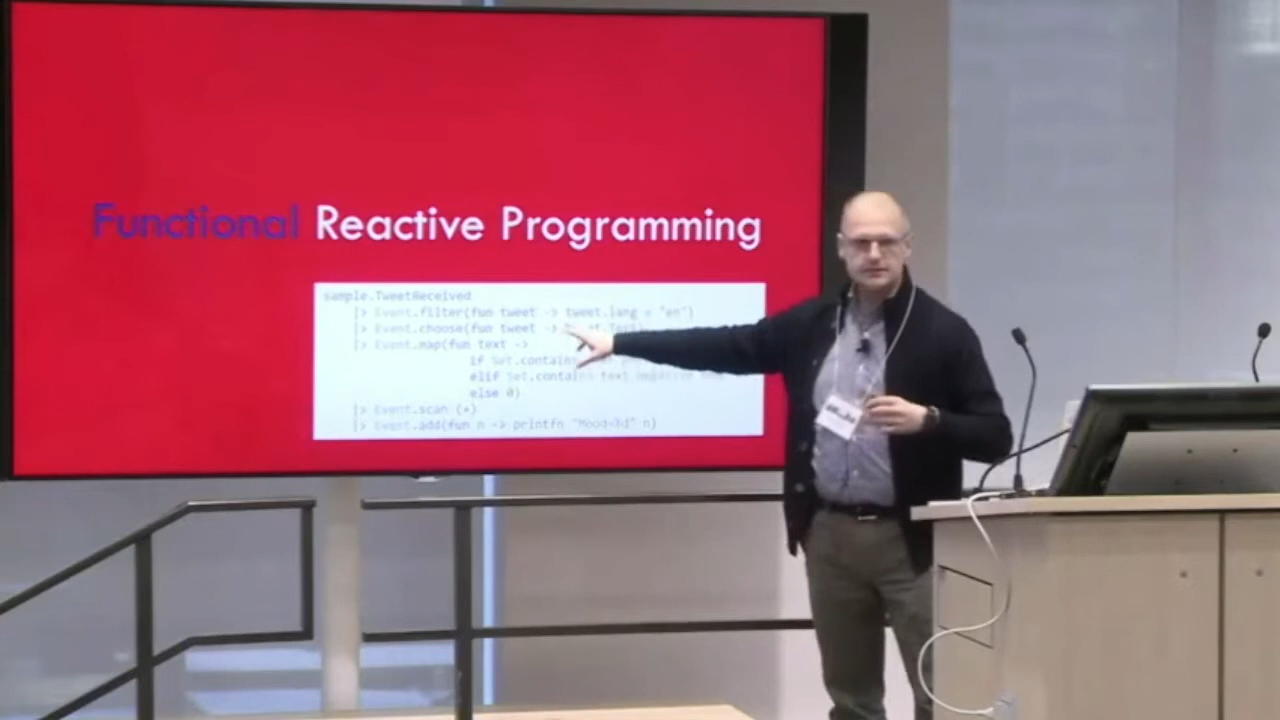 Functional Reactive Programming
sample.TweetReceived
|> Event.filter(fun tweet -> tweet.lang = "en")
|> Event.choose(fun tweet ->
|> Event.map(fun text ->
if Set.contains
elif Set.contains text negative
else 0)
|> Event.scan (+)
|> Event.add(fun n -> printfn "Mood=%d" n)